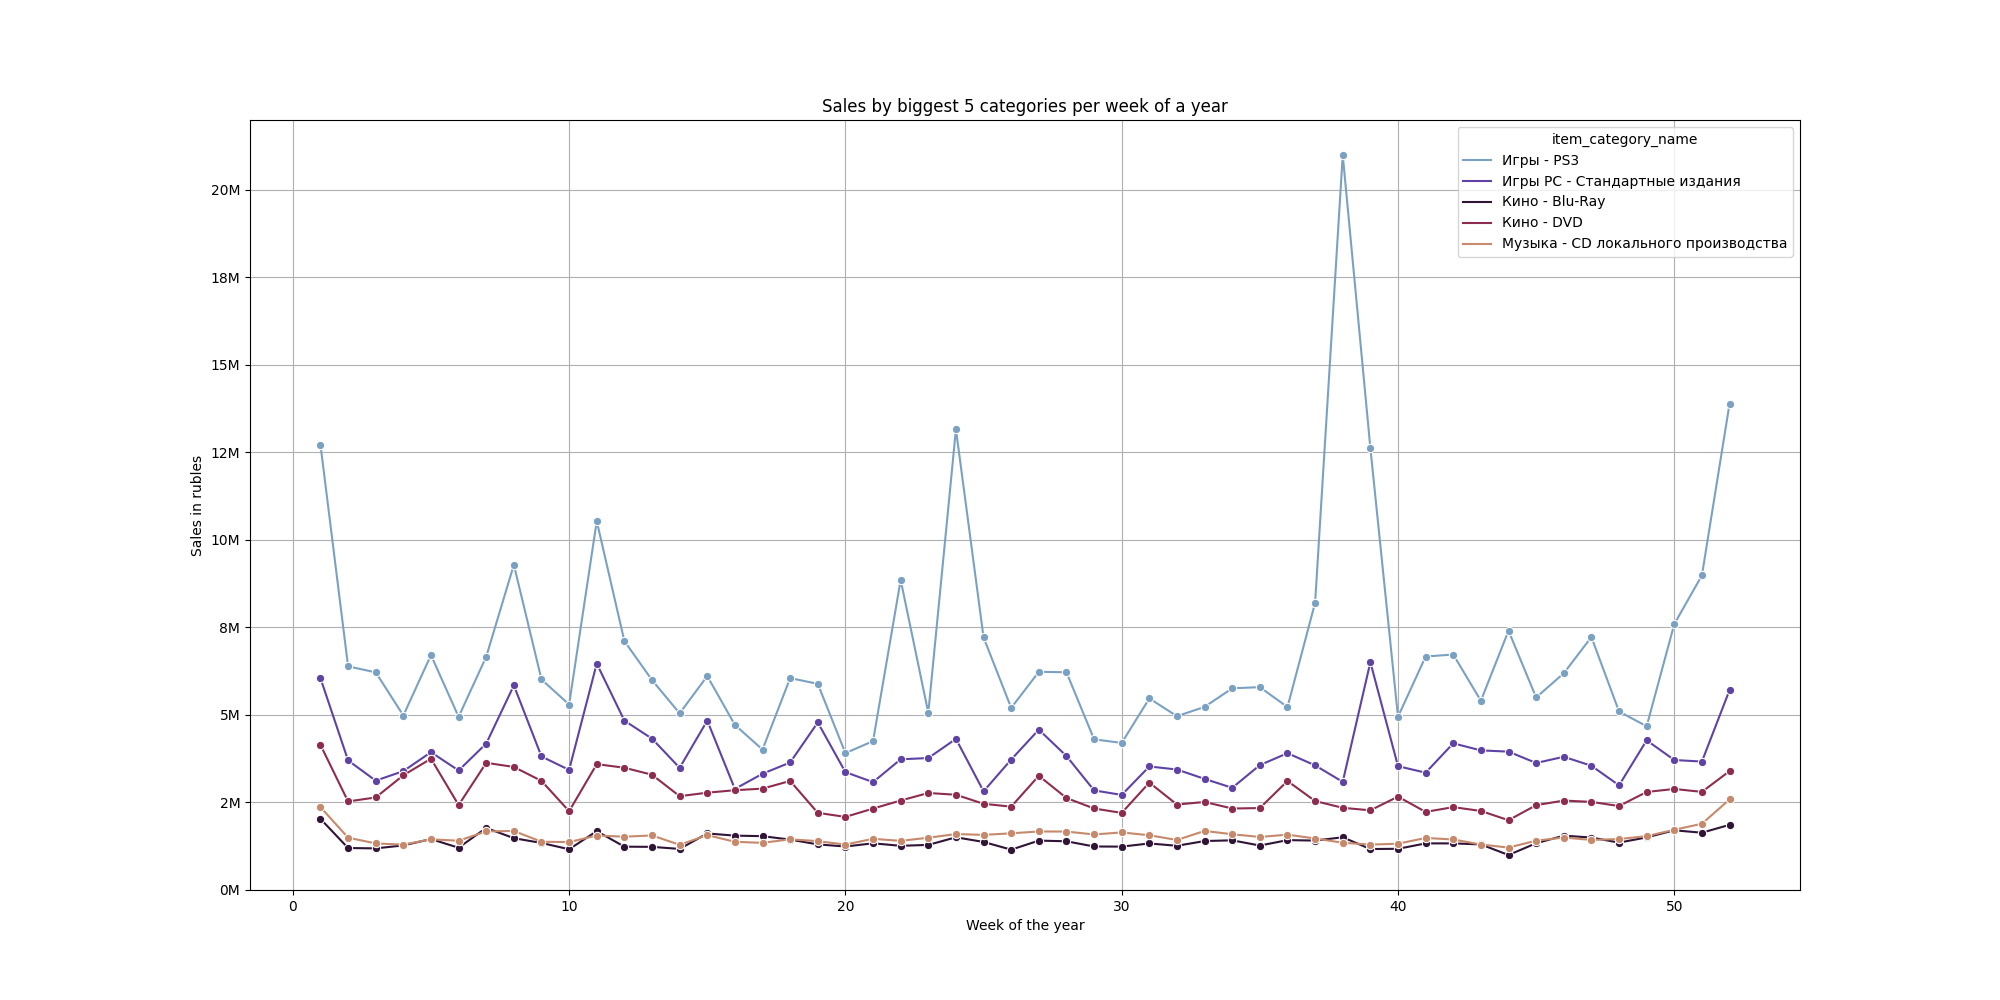 Sales by biggest 5 categories per week of a year
item_category_name
Игры - PS3
Игры PC - Стандартные издания
Кино - Blu-Ray
Кино - DVD
Музыка - CD локального производства
Sales in rubles
20M
18M
15M
12M
10M
8M
5M
2M
0M
0 10 20 30 40 50
Week of the year